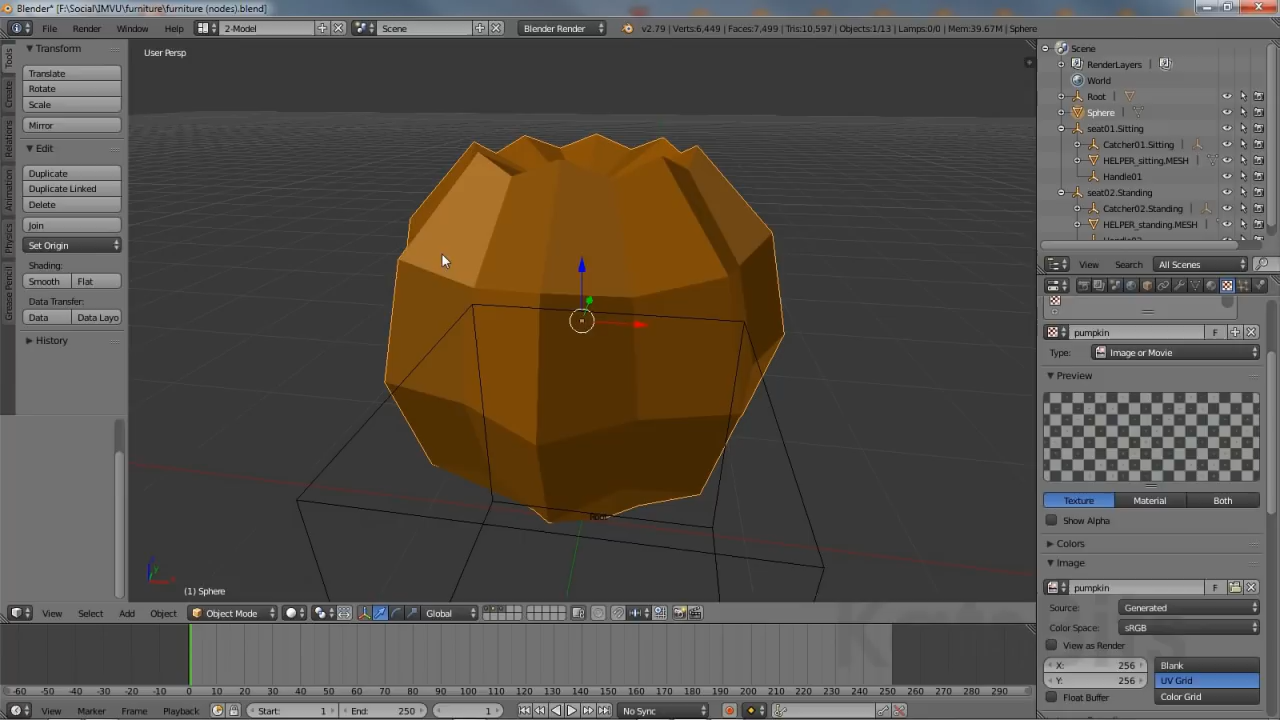 Blender* [F:\Social\IMVU\furniture\furniture (nodes).blend]
File Render Window Help 2-Model Scene Blender Render v2.79 | Verts:6,449 | Faces:7,499 | Tris:10,597 | Objects:1/13 | Lamps:0/0 | Mem:39.67M | Sphere
Tools
Create
Relations
Animation
Physics
Grease Pencil
Transform
Translate
Rotate
Scale
Mirror
Edit
Duplicate
Duplicate Linked
Delete
Join
Set Origin
Shading:
Smooth Flat
Data Transfer:
Data Data Layo
History
User Persp
Root
(1) Sphere
View Select Add Object Object Mode Global
-60 -50 -40 -30 -20 -10 0 10 20 30 40 50 60 70 80 90 100 110 120 130 140 150 160 170 180 190 200 210 220 230 240 250 260 270 280 290
View Marker Frame Playback Start: 1 End: 250 1 No Sync
Scene
RenderLayers
World
Root
Sphere
seat01.Sitting
Catcher01.Sitting
HELPER_sitting.MESH
Handle01
seat02.Standing
Catcher02.Standing
HELPER_standing.MESH
View Search All Scenes
pumpkin F
Type: Image or Movie
Preview
Texture Material Both
Show Alpha
Colors
Image
pumpkin F
Source: Generated
Color Space: sRGB
View as Render
X: 256 Blank
Y: 256 UV Grid
Float Buffer Color Grid